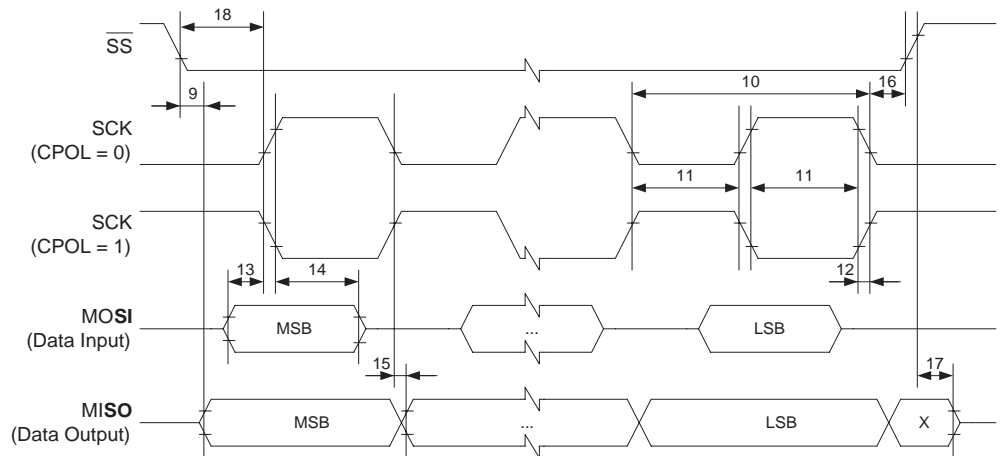 18
SS
9
10
16
SCK
(CPOL = 0)
11
11
SCK
(CPOL = 1)
13
14
12
MOSI
(Data Input)
MSB
...
LSB
15
17
MISO
(Data Output)
MSB
...
LSB
X